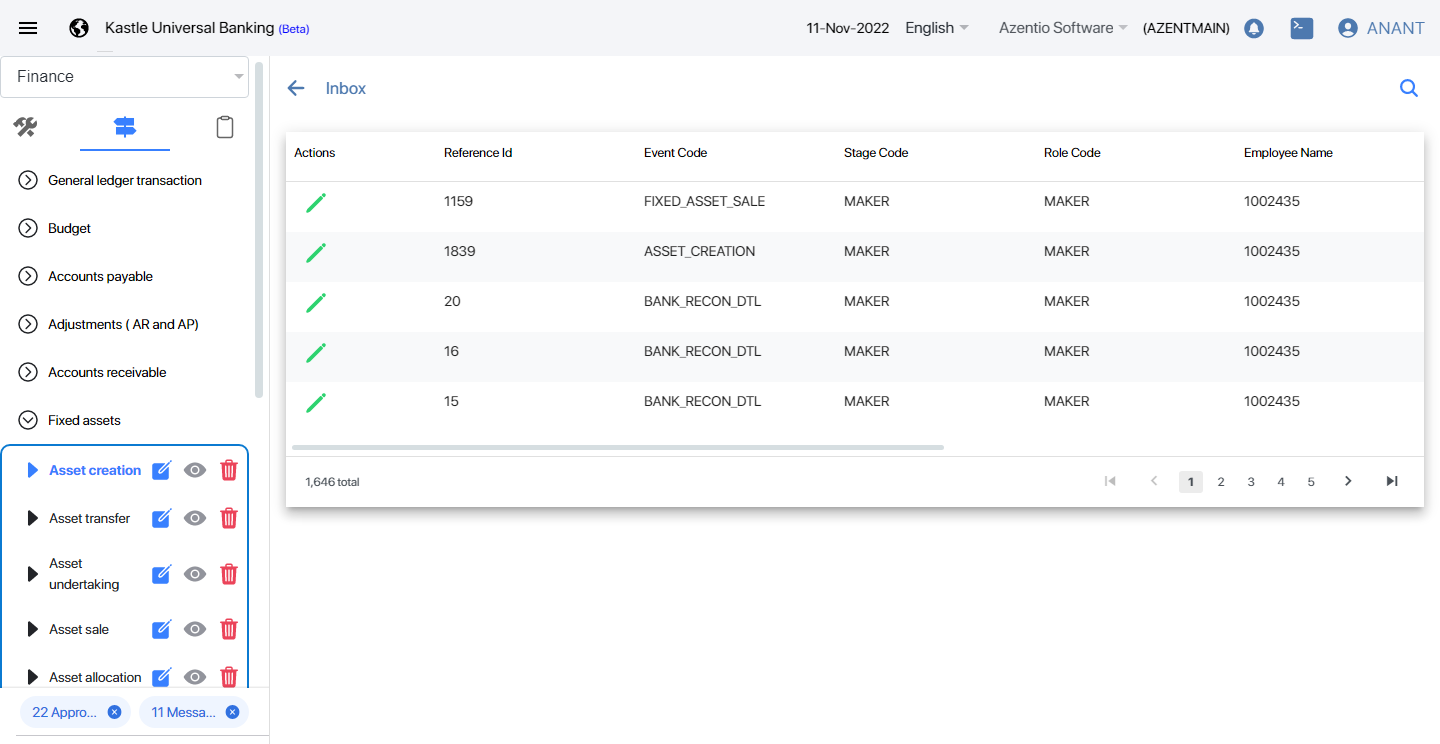 Kastle Universal Banking (Beta)
11-Nov-2022 English Azentio Software (AZENTMAIN) ANANT
Finance
General ledger transaction
Budget
Accounts payable
Adjustments ( AR and AP)
Accounts receivable
Fixed assets
Asset creation
Asset transfer
Asset
undertaking
Asset sale
Asset allocation
22 Appro... 11 Messa...
Inbox
Actions Reference Id Event Code Stage Code Role Code Employee Name
1159 FIXED_ASSET_SALE MAKER MAKER 1002435
1839 ASSET_CREATION MAKER MAKER 1002435
20 BANK_RECON_DTL MAKER MAKER 1002435
16 BANK_RECON_DTL MAKER MAKER 1002435
15 BANK_RECON_DTL MAKER MAKER 1002435
1,646 total 1 2 3 4 5